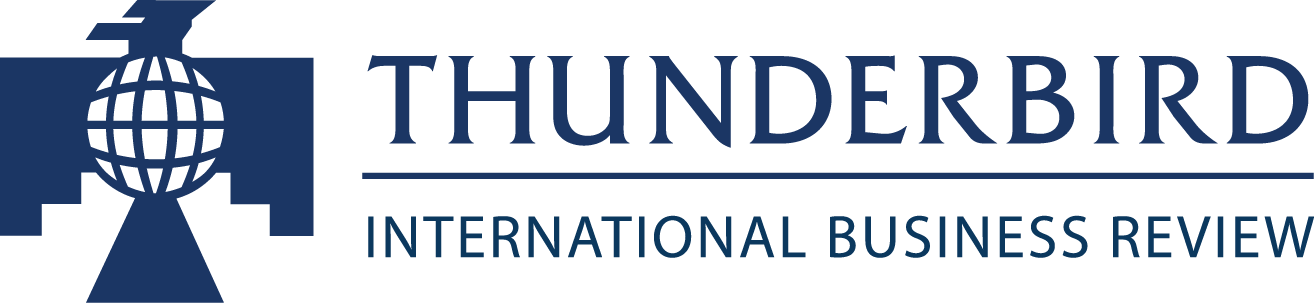 THUNDERBIRD
INTERNATIONAL BUSINESS REVIEW